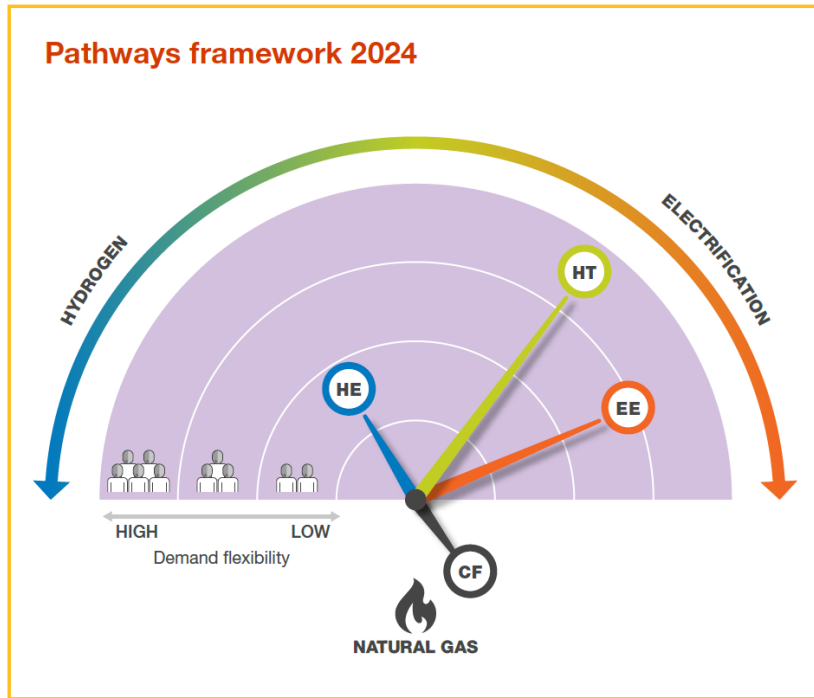 Pathways framework 2024
HYDROGEN
ELECTRIFICATION
HT
HE
EE
HIGH
LOW
Demand flexibility
CF
NATURAL GAS